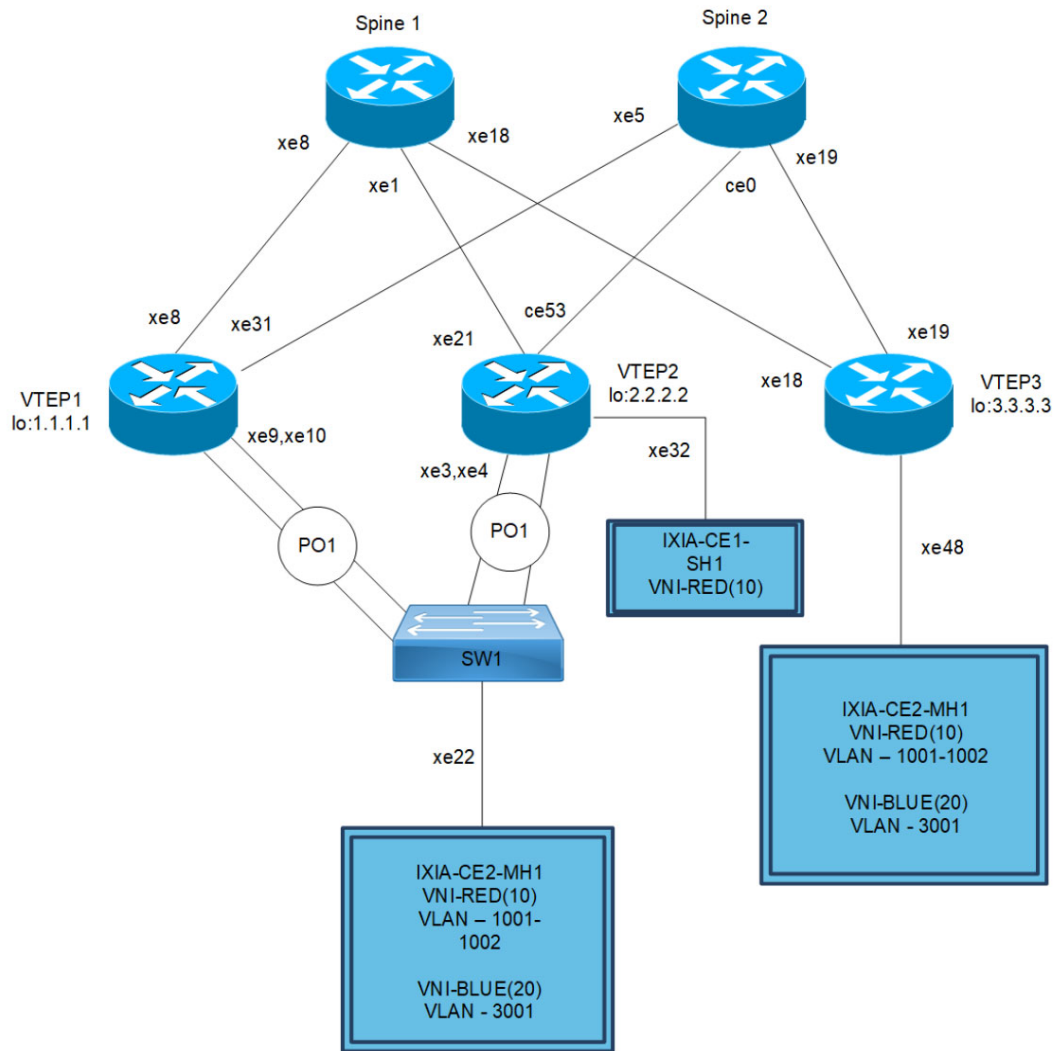 Spine 1
Spine 2
xe8
xe18
xe5
xe19
xe1
ce0
xe8
xe31
ce53
xe21
xe19
xe18
VTEP1
lo:1.1.1.1
VTEP2
lo:2.2.2.2
VTEP3
lo:3.3.3.3
xe9,xe10
xe3,xe4
xe32
xe48
PO1
PO1
IXIA-CE1-
SH1
VNI-RED(10)
SW1
xe22
IXIA-CE2-MH1
VNI-RED(10)
VLAN – 1001-1002
VNI-BLUE(20)
VLAN - 3001
IXIA-CE2-MH1
VNI-RED(10)
VLAN – 1001-
1002
VNI-BLUE(20)
VLAN - 3001